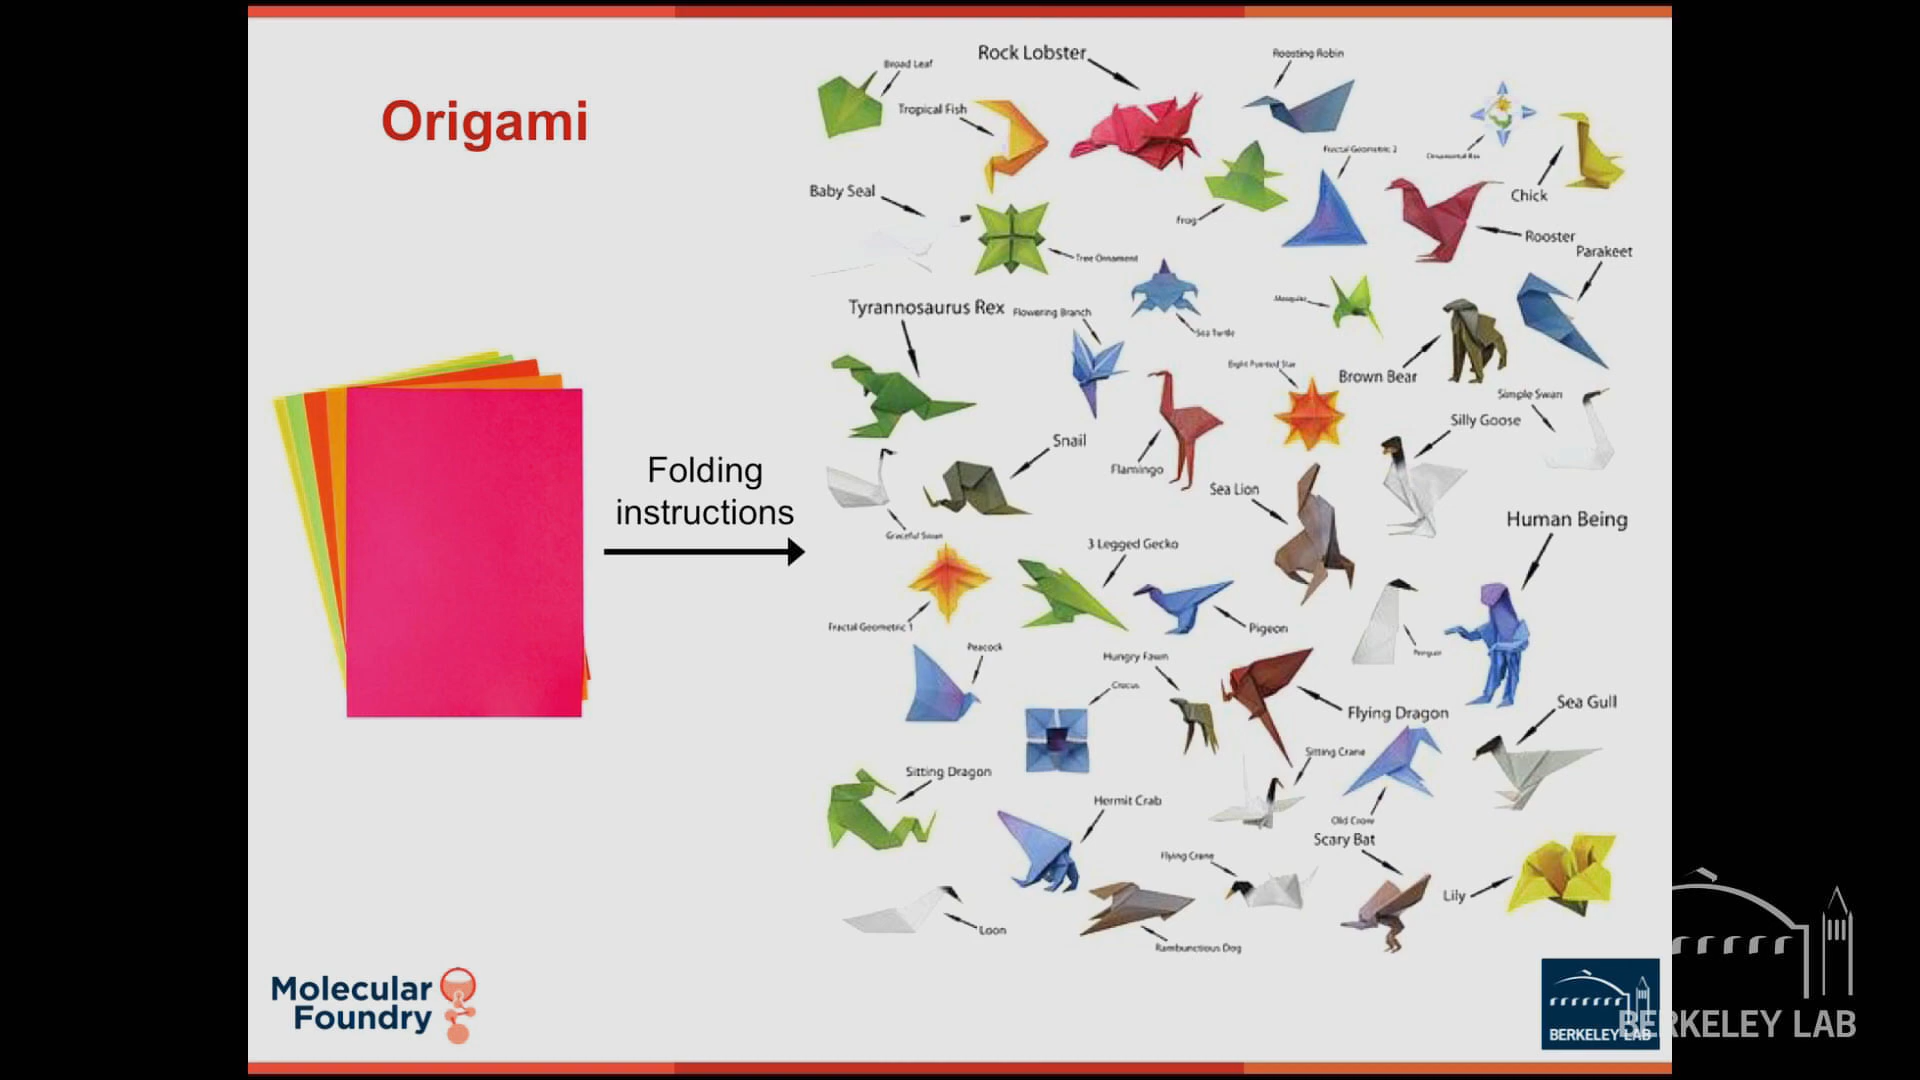 Origami
Folding
instructions
Broad Leaf
Rock Lobster
Roosting Robin
Tropical Fish
Fractal Geometric 2
Ornamental Box
Baby Seal
Frog
Chick
Rooster
Parakeet
Tree Ornament
Tyrannosaurus Rex
Flowering Branch
Sea Turtle
Mosquito
Eight Pointed Star
Brown Bear
Simple Swan
Silly Goose
Snail
Flamingo
Sea Lion
Graceful Swan
3 Legged Gecko
Human Being
Fractal Geometric 1
Pigeon
Penguin
Peacock
Hungry Fawn
Crocus
Flying Dragon
Sea Gull
Sitting Crane
Sitting Dragon
Hermit Crab
Old Crow
Scary Bat
Flying Crane
Lily
Loon
Rambunctious Dog
Molecular
Foundry
BERKELEY LAB
BERKELEY LAB